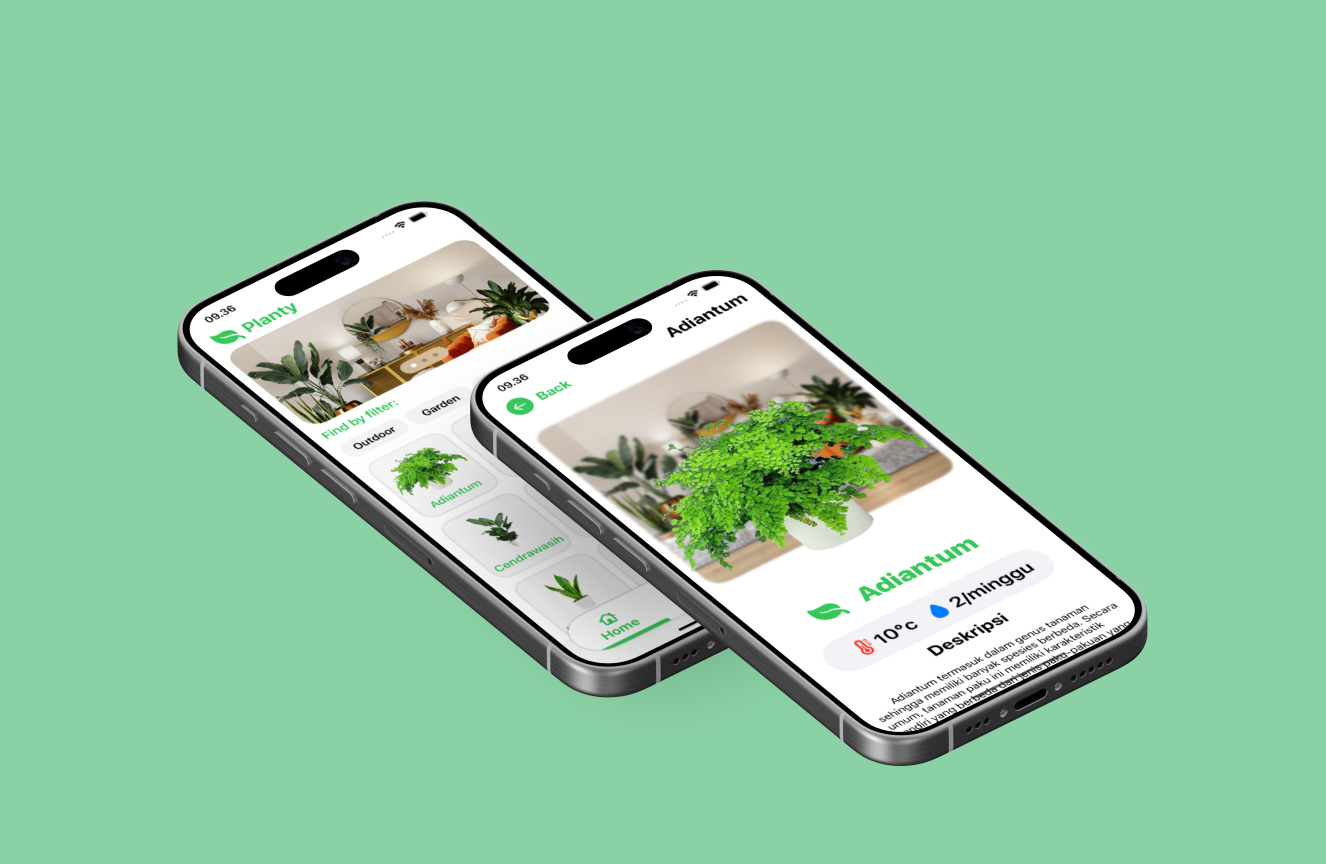 09.36
Planty
Find by filter:
Outdoor
Garden
Adiantum
Cendrawasih
Home
09.36
Back
Adiantum
Adiantum
10°c
2/minggu
Deskripsi
Adiantum termasuk dalam genus tanaman
sehingga memiliki banyak spesies berbeda. Secara
umum, tanaman paku ini memiliki karakteristik
yang berbeda dari jenis paku-pakuan yang